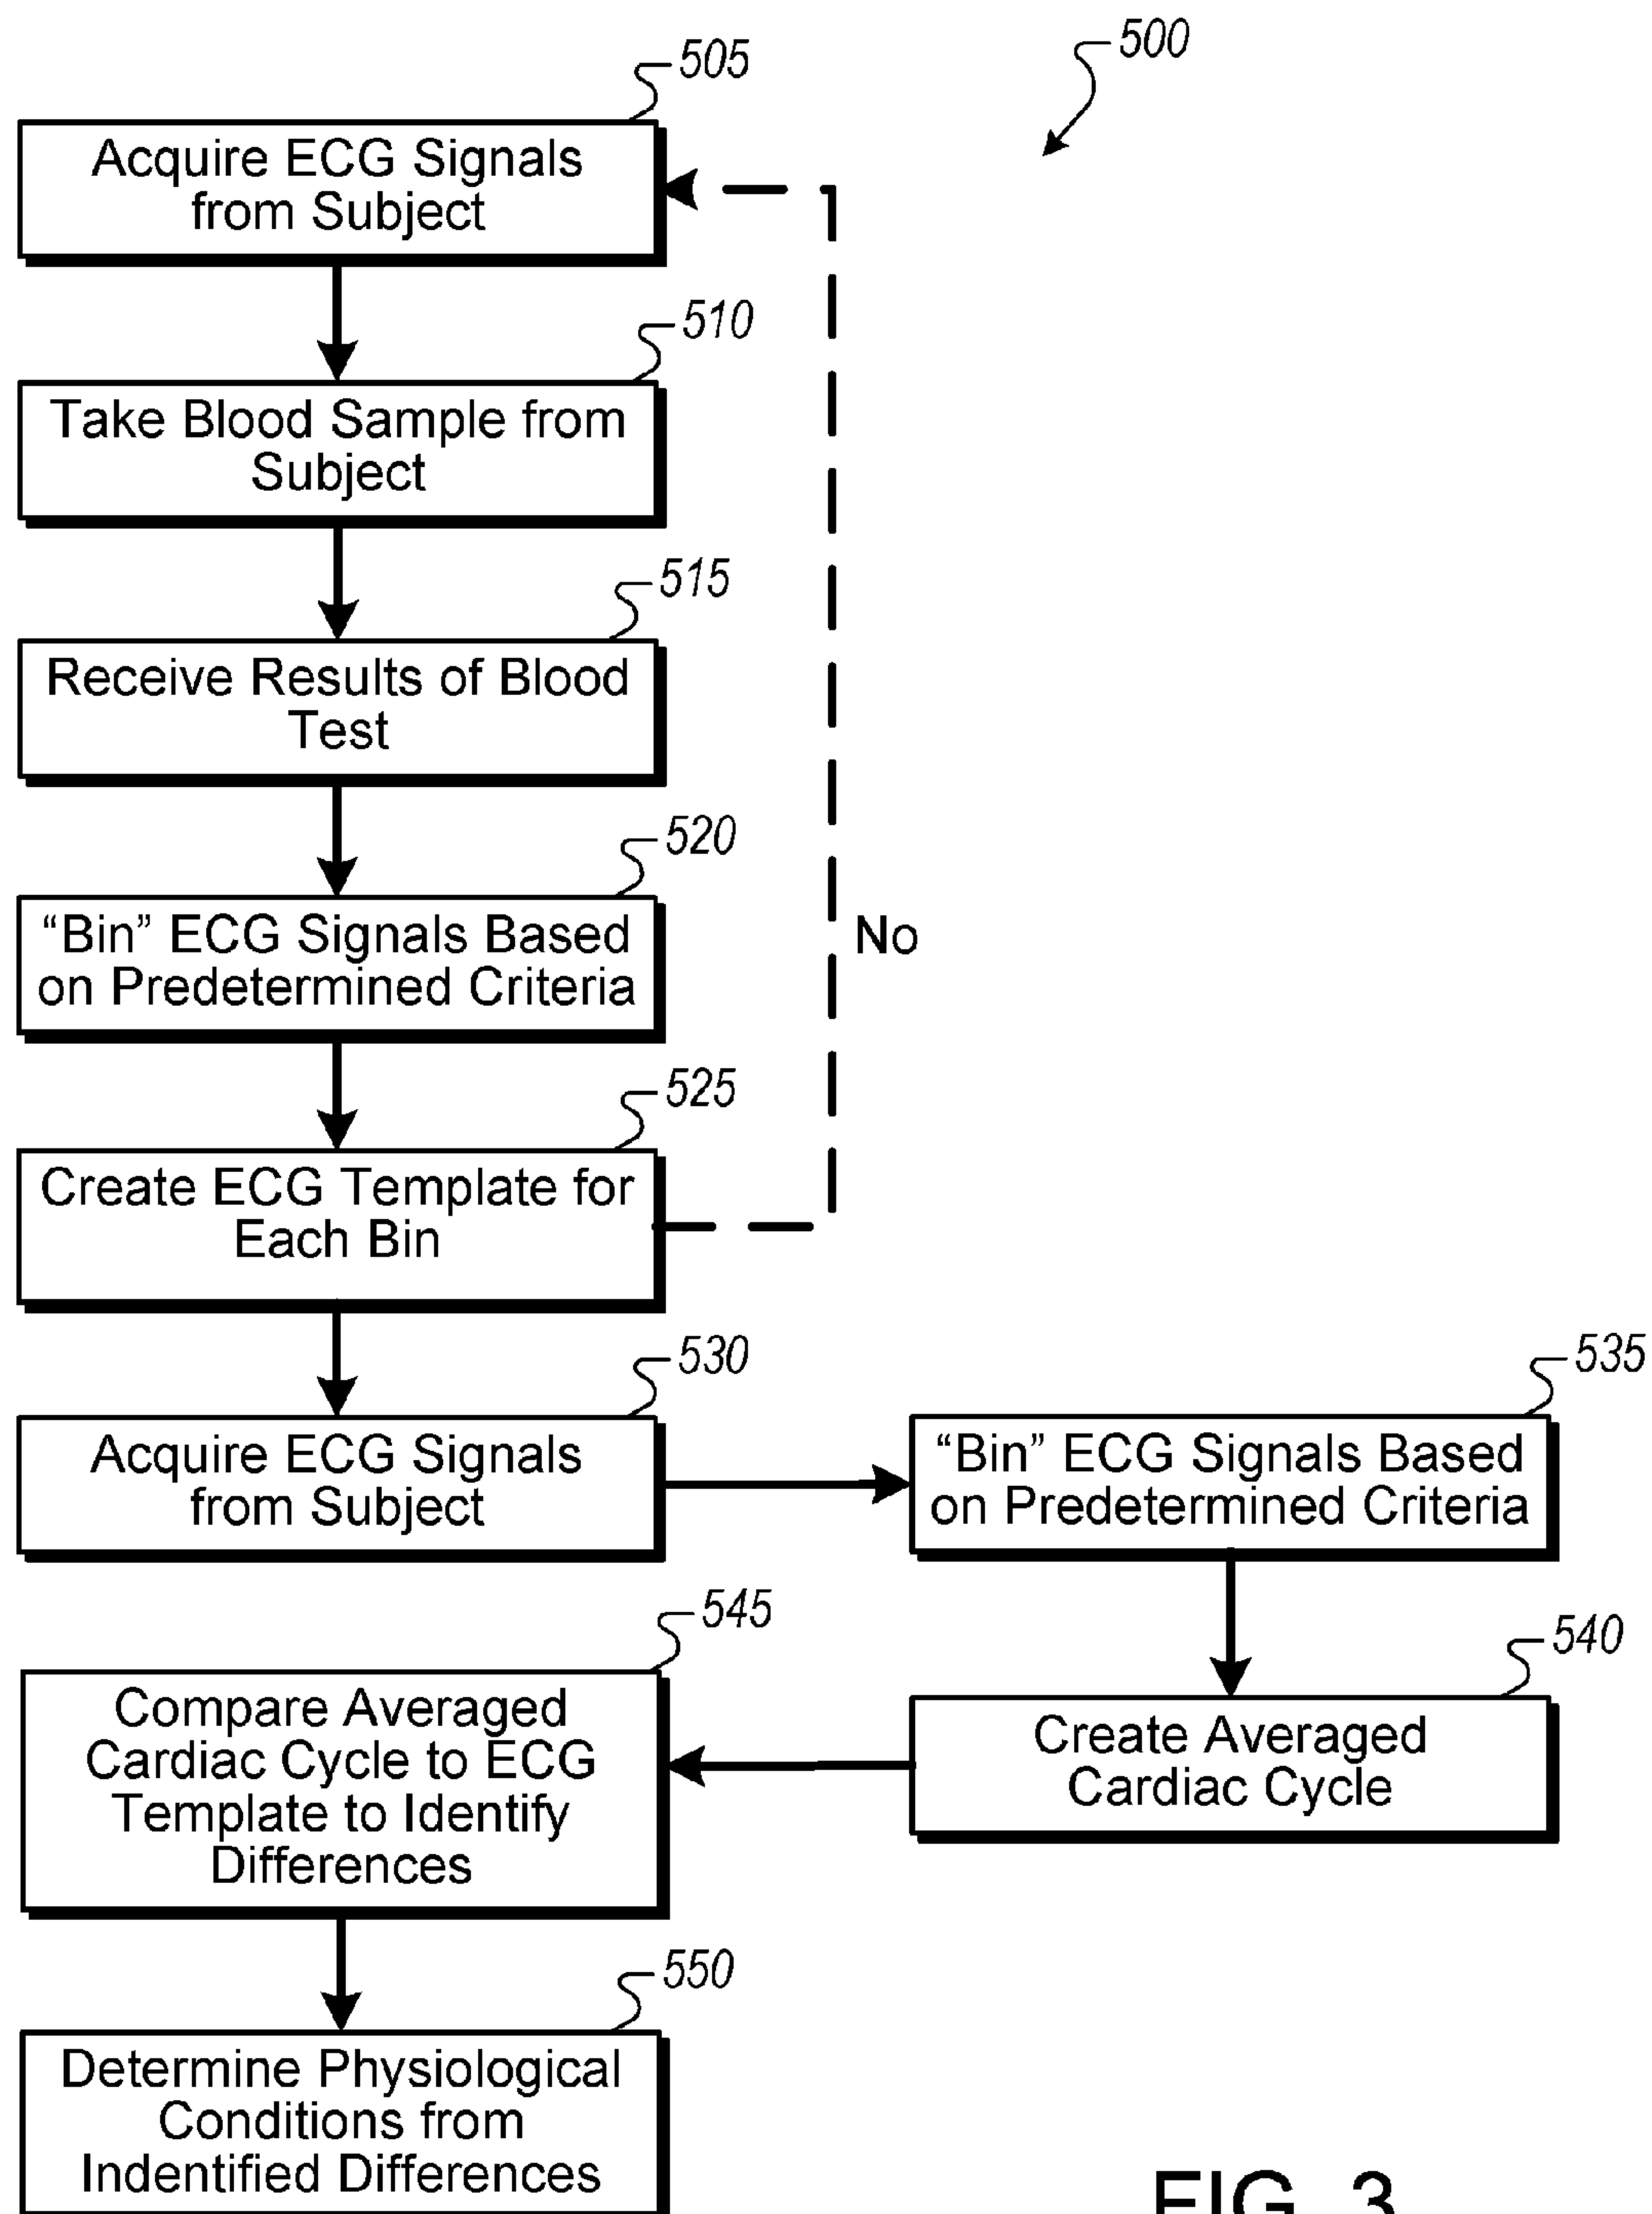 500
505
Acquire ECG Signals
from Subject
510
Take Blood Sample from
Subject
515
Receive Results of Blood
Test
520
“Bin” ECG Signals Based
on Predetermined Criteria
No
525
Create ECG Template for
Each Bin
530
Acquire ECG Signals
from Subject
535
“Bin” ECG Signals Based
on Predetermined Criteria
540
Create Averaged
Cardiac Cycle
545
Compare Averaged
Cardiac Cycle to ECG
Template to Identify
Differences
550
Determine Physiological
Conditions from
Indentified Differences
FIG. 3